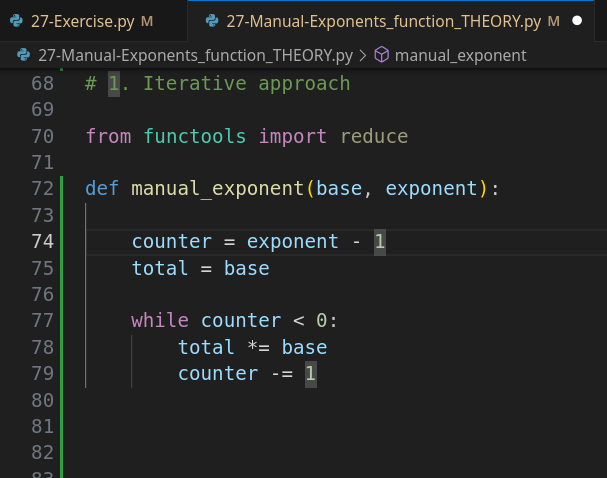 27-Exercise.py M 27-Manual-Exponents_function_THEORY.py M
27-Manual-Exponents_function_THEORY.py > manual_exponent
68 # 1. Iterative approach
69
70 from functools import reduce
71
72 def manual_exponent(base, exponent):
73
74     counter = exponent - 1
75     total = base
76
77     while counter < 0:
78         total *= base
79         counter -= 1
80
81
82
83